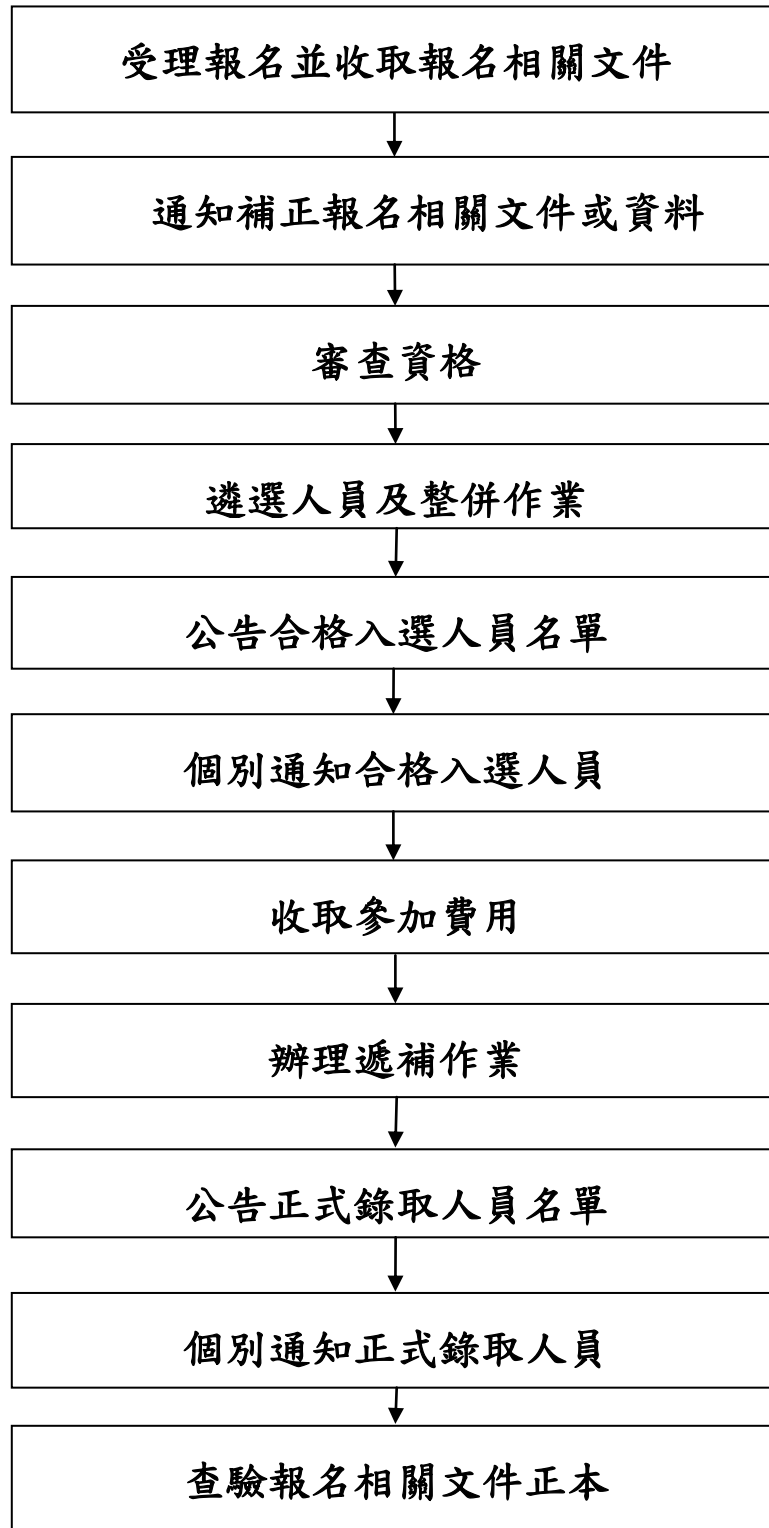 受理報名並收取報名相關文件
通知補正報名相關文件或資料
審查資格
遴選人員及整併作業
公告合格入選人員名單
個別通知合格入選人員
收取參加費用
辦理遞補作業
公告正式錄取人員名單
個別通知正式錄取人員
查驗報名相關文件正本